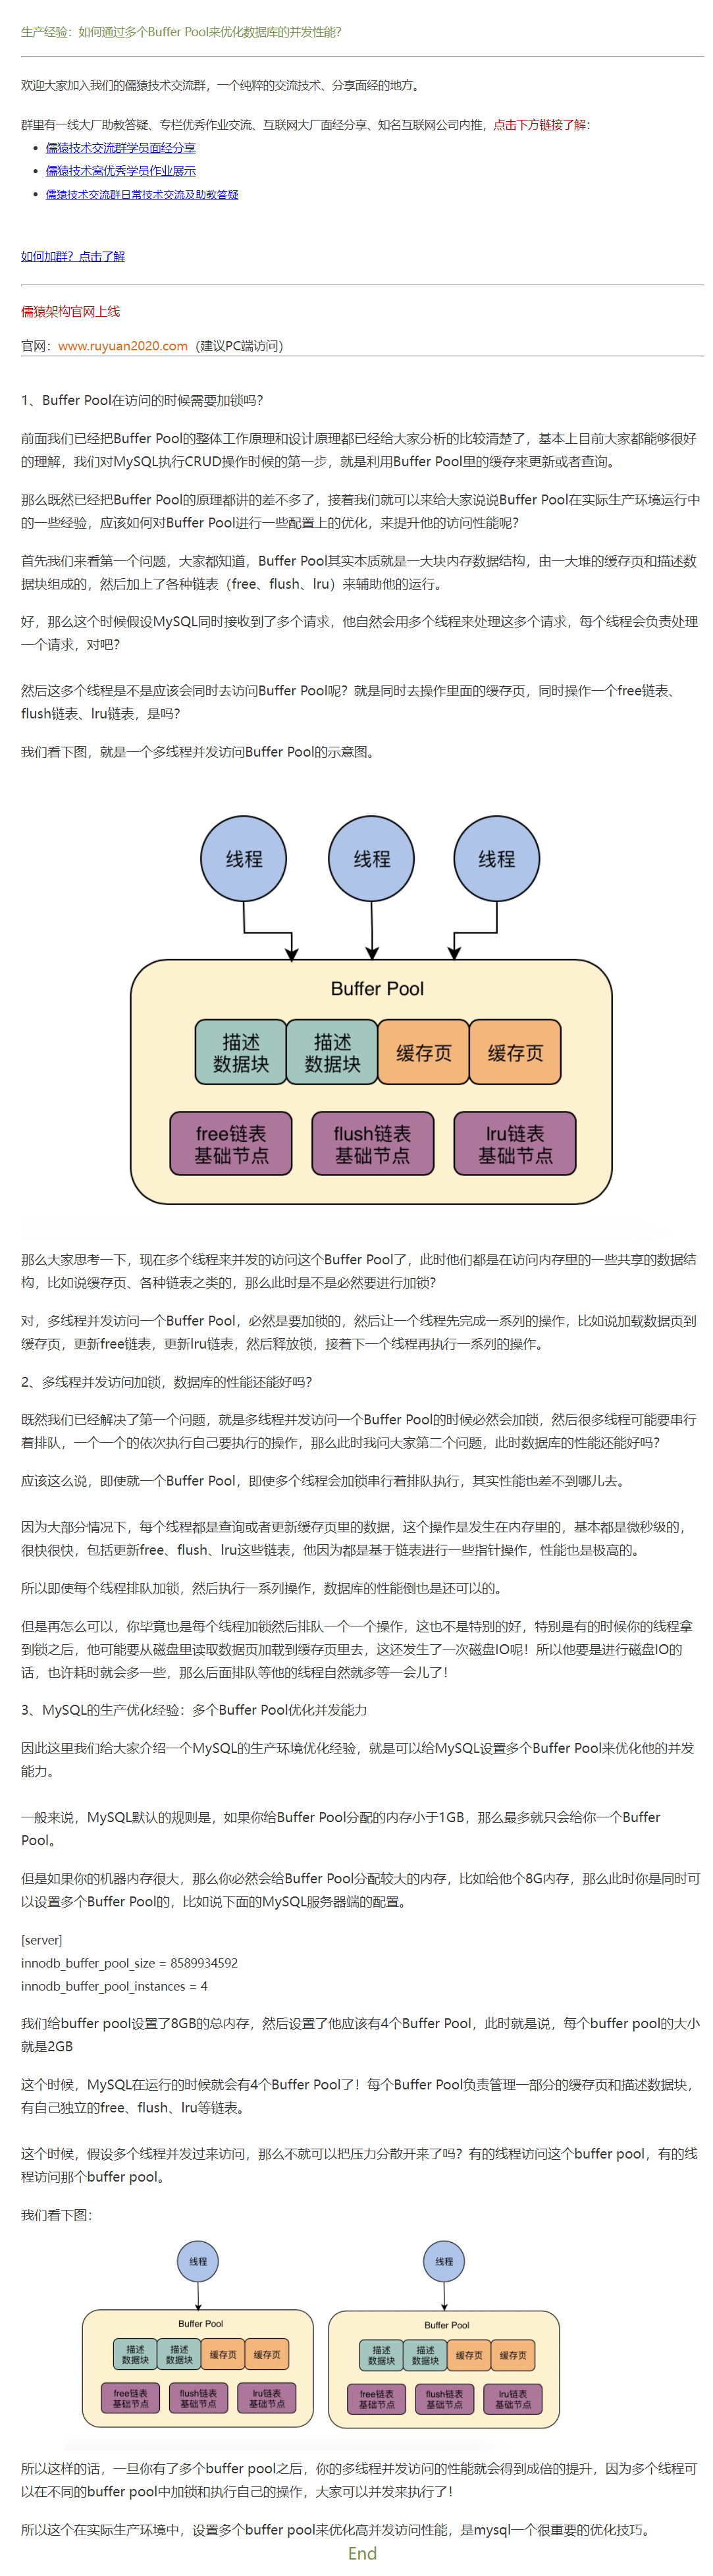 生产经验：如何通过多个Buffer Pool来优化数据库的并发性能？
欢迎大家加入我们的儒猿技术交流群，一个纯粹的交流技术、分享面经的地方。
群里有一线大厂助教答疑、专栏优秀作业交流、互联网大厂面经分享、知名互联网公司内推，点击下方链接了解：
儒猿技术交流群学员面经分享
儒猿技术窝优秀学员作业展示
儒猿技术交流群日常技术交流及助教答疑
如何加群？点击了解
儒猿架构官网上线
官网：www.ruyuan2020.com（建议PC端访问）
1、Buffer Pool在访问的时候需要加锁吗？
前面我们已经把Buffer Pool的整体工作原理和设计原理都已经给大家分析的比较清楚了，基本上目前大家都能够很好
的理解，我们对MySQL执行CRUD操作时候的第一步，就是利用Buffer Pool里的缓存来更新或者查询。
那么既然已经把Buffer Pool的原理都讲的差不多了，接着我们就可以来给大家说说Buffer Pool在实际生产环境运行中
的一些经验，应该如何对Buffer Pool进行一些配置上的优化，来提升他的访问性能呢？
首先我们来看第一个问题，大家都知道，Buffer Pool其实本质就是一大块内存数据结构，由一大堆的缓存页和描述数
据块组成的，然后加上了各种链表（free、flush、lru）来辅助他的运行。
好，那么这个时候假设MySQL同时接收到了多个请求，他自然会用多个线程来处理这多个请求，每个线程会负责处理
一个请求，对吧？
然后这多个线程是不是应该会同时去访问Buffer Pool呢？就是同时去操作里面的缓存页，同时操作一个free链表、
flush链表、lru链表，是吗？
我们看下图，就是一个多线程并发访问Buffer Pool的示意图。
线程 线程 线程
Buffer Pool
描述 描述
数据块 数据块 缓存页 缓存页
free链表 flush链表 lru链表
基础节点 基础节点 基础节点
那么大家思考一下，现在多个线程来并发的访问这个Buffer Pool了，此时他们都是在访问内存里的一些共享的数据结
构，比如说缓存页、各种链表之类的，那么此时是不是必然要进行加锁？
对，多线程并发访问一个Buffer Pool，必然是要加锁的，然后让一个线程先完成一系列的操作，比如说加载数据页到
缓存页，更新free链表，更新lru链表，然后释放锁，接着下一个线程再执行一系列的操作。
2、多线程并发访问加锁，数据库的性能还能好吗？
既然我们已经解决了第一个问题，就是多线程并发访问一个Buffer Pool的时候必然会加锁，然后很多线程可能要串行
着排队，一个一个的依次执行自己要执行的操作，那么此时我问大家第二个问题，此时数据库的性能还能好吗？
应该这么说，即使就一个Buffer Pool，即使多个线程会加锁串行着排队执行，其实性能也差不到哪儿去。
因为大部分情况下，每个线程都是查询或者更新缓存页里的数据，这个操作是发生在内存里的，基本都是微秒级的，
很快很快，包括更新free、flush、lru这些链表，他因为都是基于链表进行一些指针操作，性能也是极高的。
所以即使每个线程排队加锁，然后执行一系列操作，数据库的性能倒也是还可以的。
但是再怎么可以，你毕竟也是每个线程加锁然后排队一个一个操作，这也不是特别的好，特别是有的时候你的线程拿
到锁之后，他可能要从磁盘里读取数据页加载到缓存页里去，这还发生了一次磁盘IO呢！所以他要是进行磁盘IO的
话，也许耗时就会多一些，那么后面排队等他的线程自然就多等一会儿了！
3、MySQL的生产优化经验：多个Buffer Pool优化并发能力
因此这里我们给大家介绍一个MySQL的生产环境优化经验，就是可以给MySQL设置多个Buffer Pool来优化他的并发
能力。
一般来说，MySQL默认的规则是，如果你给Buffer Pool分配的内存小于1GB，那么最多就只会给你一个Buffer
Pool。
但是如果你的机器内存很大，那么你必然会给Buffer Pool分配较大的内存，比如给他个8G内存，那么此时你是同时可
以设置多个Buffer Pool的，比如说下面的MySQL服务器端的配置。
[server]
innodb_buffer_pool_size = 8589934592
innodb_buffer_pool_instances = 4
我们给buffer pool设置了8GB的总内存，然后设置了他应该有4个Buffer Pool，此时就是说，每个buffer pool的大小
就是2GB
这个时候，MySQL在运行的时候就会有4个Buffer Pool了！每个Buffer Pool负责管理一部分的缓存页和描述数据块，
有自己独立的free、flush、lru等链表。
这个时候，假设多个线程并发过来访问，那么不就可以把压力分散开来了吗？有的线程访问这个buffer pool，有的线
程访问那个buffer pool。
我们看下图：
线程 线程
Buffer Pool Buffer Pool
描述 描述 描述 描述
数据块 数据块 缓存页 缓存页 数据块 数据块 缓存页 缓存页
free链表 flush链表 lru链表 free链表 flush链表 lru链表
基础节点 基础节点 基础节点 基础节点 基础节点 基础节点
所以这样的话，一旦你有了多个buffer pool之后，你的多线程并发访问的性能就会得到成倍的提升，因为多个线程可
以在不同的buffer pool中加锁和执行自己的操作，大家可以并发来执行了！
所以这个在实际生产环境中，设置多个buffer pool来优化高并发访问性能，是mysql一个很重要的优化技巧。
End